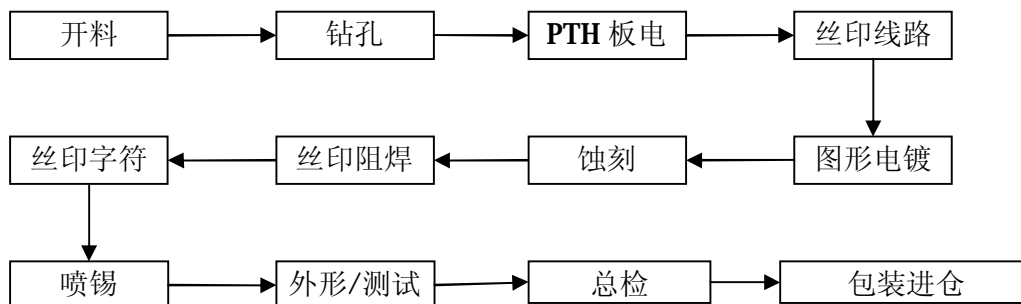 开料
钻孔
PTH 板电
丝印线路
图形电镀
蚀刻
丝印阻焊
丝印字符
喷锡
外形/测试
总检
包装进仓